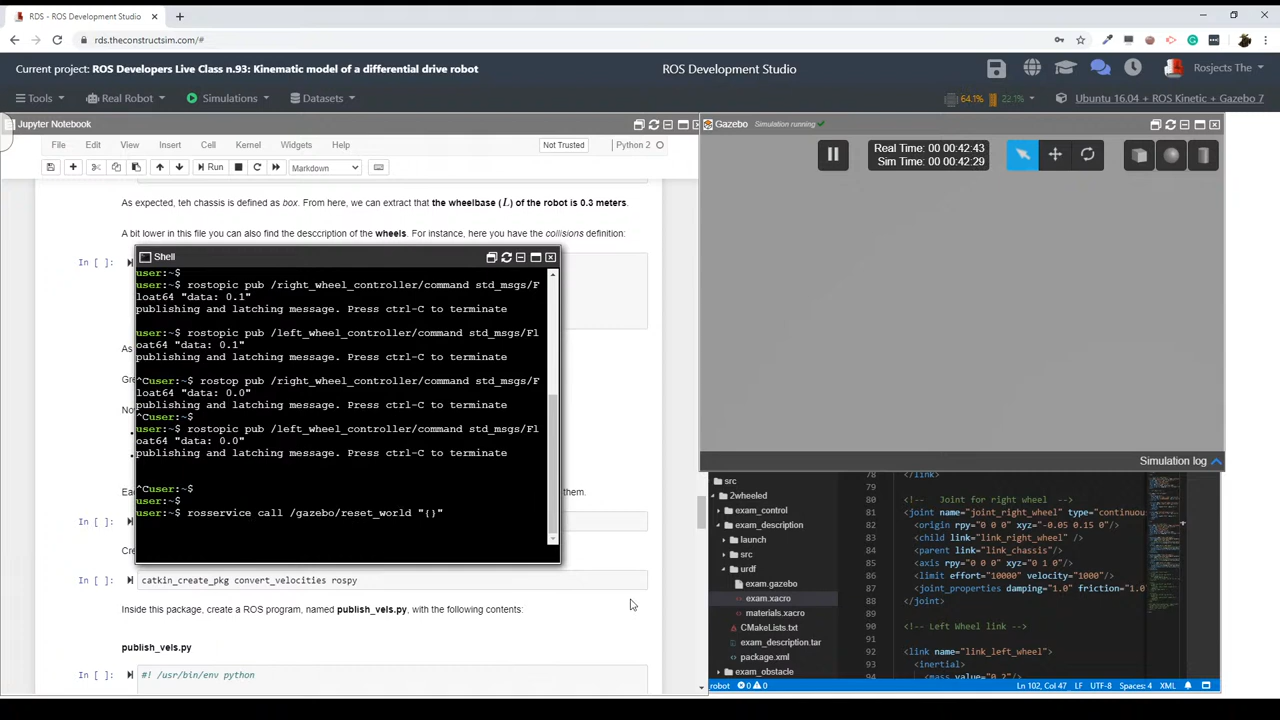 RDS - ROS Development Studio
rds.theconstructsim.com/#
Current project: ROS Developers Live Class n.93: Kinematic model of a differential drive robot
ROS Development Studio
Rosjects The
Tools
Real Robot
Simulations
Datasets
64.1%
22.1%
Ubuntu 16.04 + ROS Kinetic + Gazebo 7
Jupyter Notebook
File Edit View Insert Cell Kernel Widgets Help
Not Trusted
Python 2
Run
Markdown
As expected, teh chassis is defined as box. From here, we can extract that the wheelbase (L) of the robot is 0.3 meters.
A bit lower in this file you can also find the desccription of the wheels. For instance, here you have the collisions definition:
In [ ]:
Shell
user:~$
user:~$ rostopic pub /right_wheel_controller/command std_msgs/F
loat64 "data: 0.1"
publishing and latching message. Press ctrl-C to terminate
user:~$ rostopic pub /left_wheel_controller/command std_msgs/Fl
oat64 "data: 0.1"
publishing and latching message. Press ctrl-C to terminate
^Cuser:~$ rostop pub /right_wheel_controller/command std_msgs/F
loat64 "data: 0.0"
publishing and latching message. Press ctrl-C to terminate
^Cuser:~$
user:~$ rostopic pub /left_wheel_controller/command std_msgs/Fl
oat64 "data: 0.0"
publishing and latching message. Press ctrl-C to terminate
^Cuser:~$
user:~$
user:~$ rosservice call /gazebo/reset_world "{}"
As
Gre
No
Ea
them.
In [ ]:
Cre
In [ ]:
catkin_create_pkg convert_velocities rospy
Inside this package, create a ROS program, named publish_vels.py, with the following contents:
publish_vels.py
In [ ]:
#! /usr/bin/env python
Gazebo
Simulation running
Real Time: 00 00:42:43
Sim Time: 00 00:42:29
Simulation log
src
2wheeled
exam_control
exam_description
launch
src
urdf
exam.gazebo
exam.xacro
materials.xacro
CMakeLists.txt
exam_description.tar
package.xml
exam_obstacle
78 </link>
79
80 <!-- Joint for right wheel -->
81 <joint name="joint_right_wheel" type="continuou
82 <origin rpy="0 0 0" xyz="-0.05 0.15 0"/>
83 <child link="link_right_wheel" />
84 <parent link="link_chassis"/>
85 <axis rpy="0 0 0" xyz="0 1 0"/>
86 <limit effort="10000" velocity="1000"/>
87 <joint_properties damping="1.0" friction="1.
88 </joint>
89
90 <!-- Left Wheel link -->
91
92 <link name="link_left_wheel">
93 <inertial>
94 <mass value="0.2"/>
robot
0
0
Ln 102, Col 47
LF
UTF-8
Spaces: 4
XML